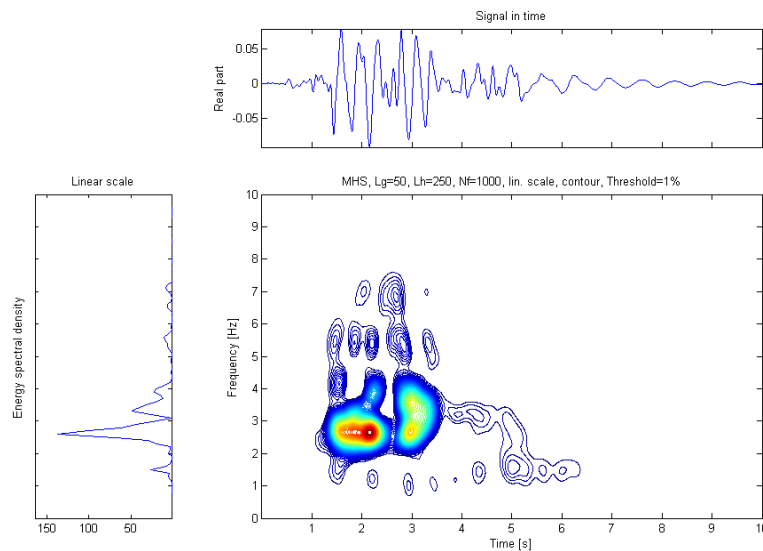 Signal in time
Real part
0.05
0
-0.05
Linear scale
Energy spectral density
150 100 50
MHS, Lg=50, Lh=250, Nf=1000, lin. scale, contour, Threshold=1%
Frequency [Hz]
10
9
8
7
6
5
4
3
2
1
0
1 2 3 4 5 6 7 8 9 10
Time [s]